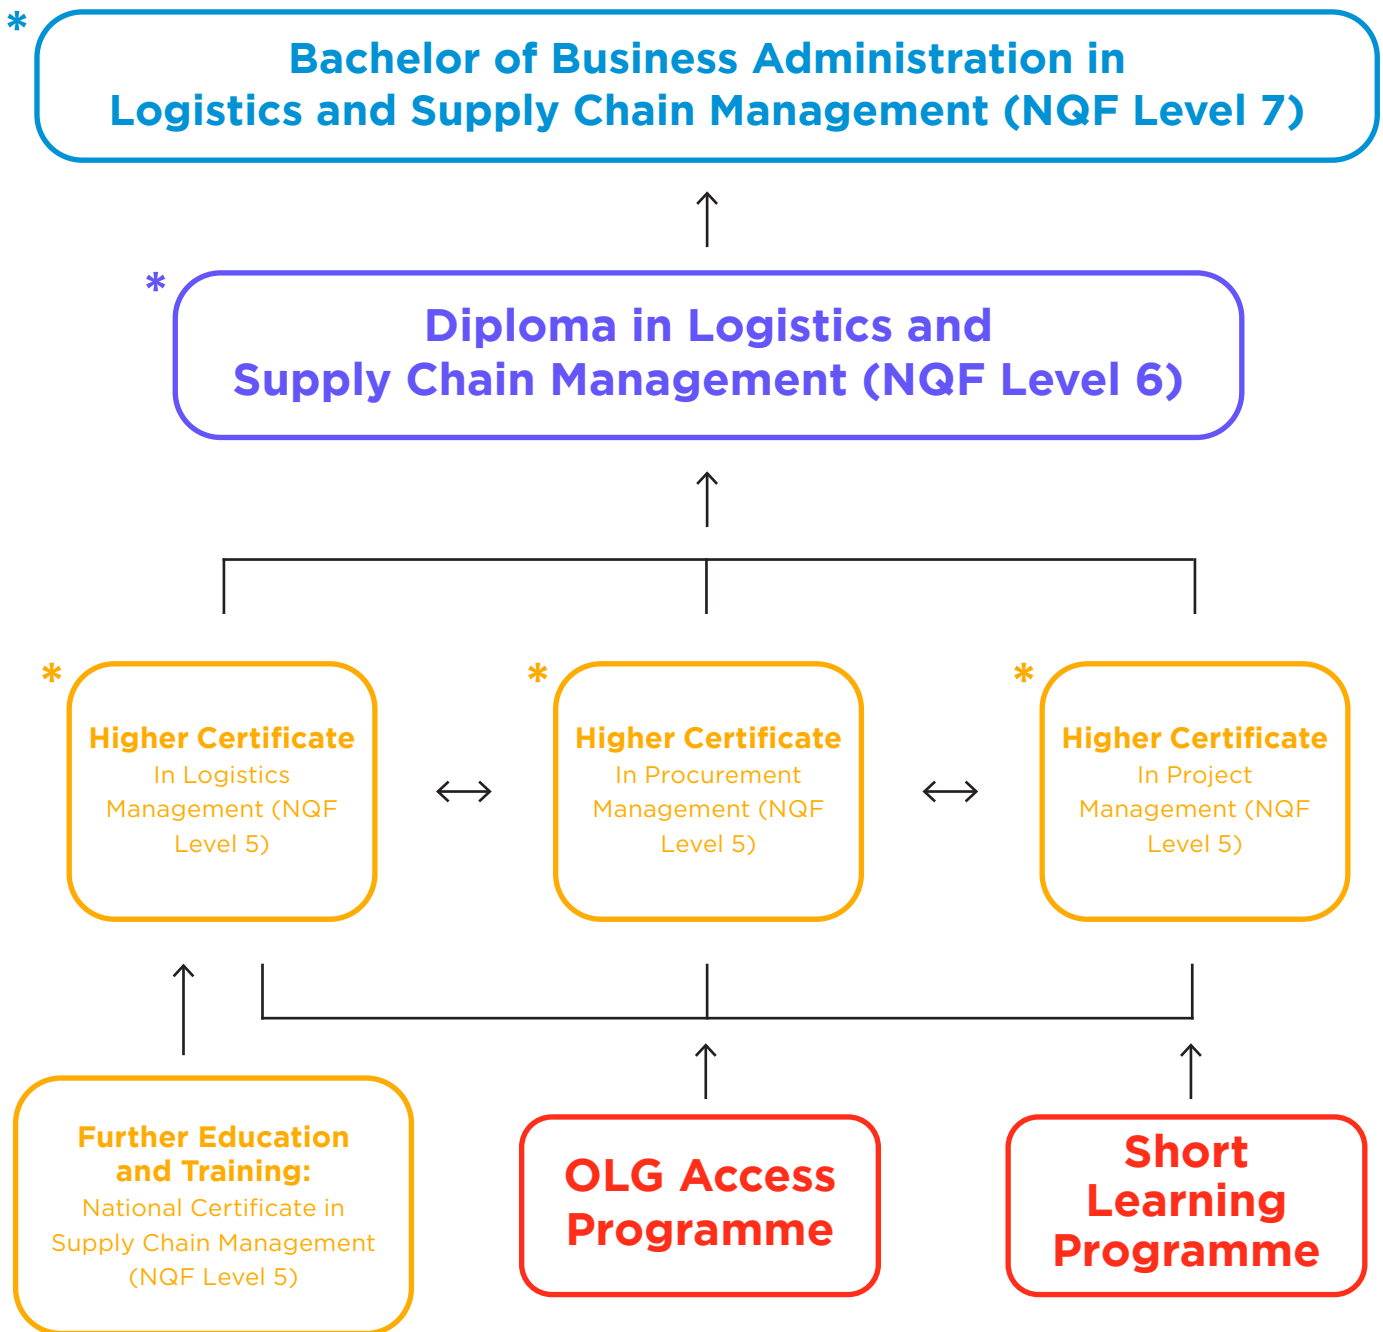 *
Bachelor of Business Administration in
Logistics and Supply Chain Management (NQF Level 7)
*
Diploma in Logistics and
Supply Chain Management (NQF Level 6)
*
Higher Certificate
In Logistics
Management (NQF
Level 5)
*
Higher Certificate
In Procurement
Management (NQF
Level 5)
*
Higher Certificate
In Project
Management (NQF
Level 5)
Further Education
and Training:
National Certificate in
Supply Chain Management
(NQF Level 5)
OLG Access
Programme
Short
Learning
Programme